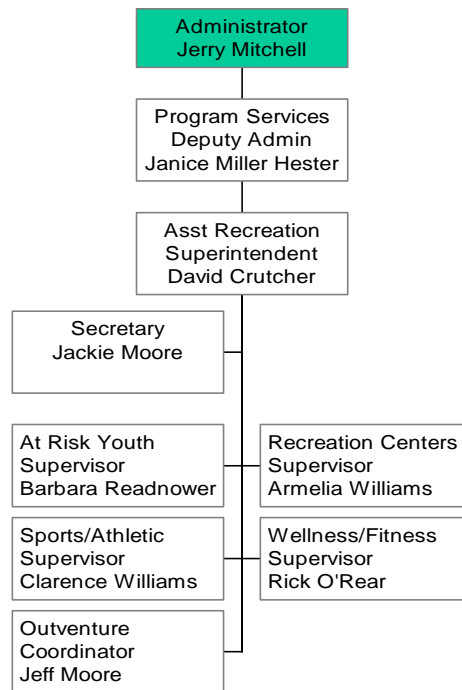 Administrator
Jerry Mitchell
Program Services
Deputy Admin
Janice Miller Hester
Asst Recreation
Superintendent
David Crutcher
Secretary
Jackie Moore
At Risk Youth
Supervisor
Barbara Readnower
Recreation Centers
Supervisor
Armelia Williams
Sports/Athletic
Supervisor
Clarence Williams
Wellness/Fitness
Supervisor
Rick O'Rear
Outventure
Coordinator
Jeff Moore